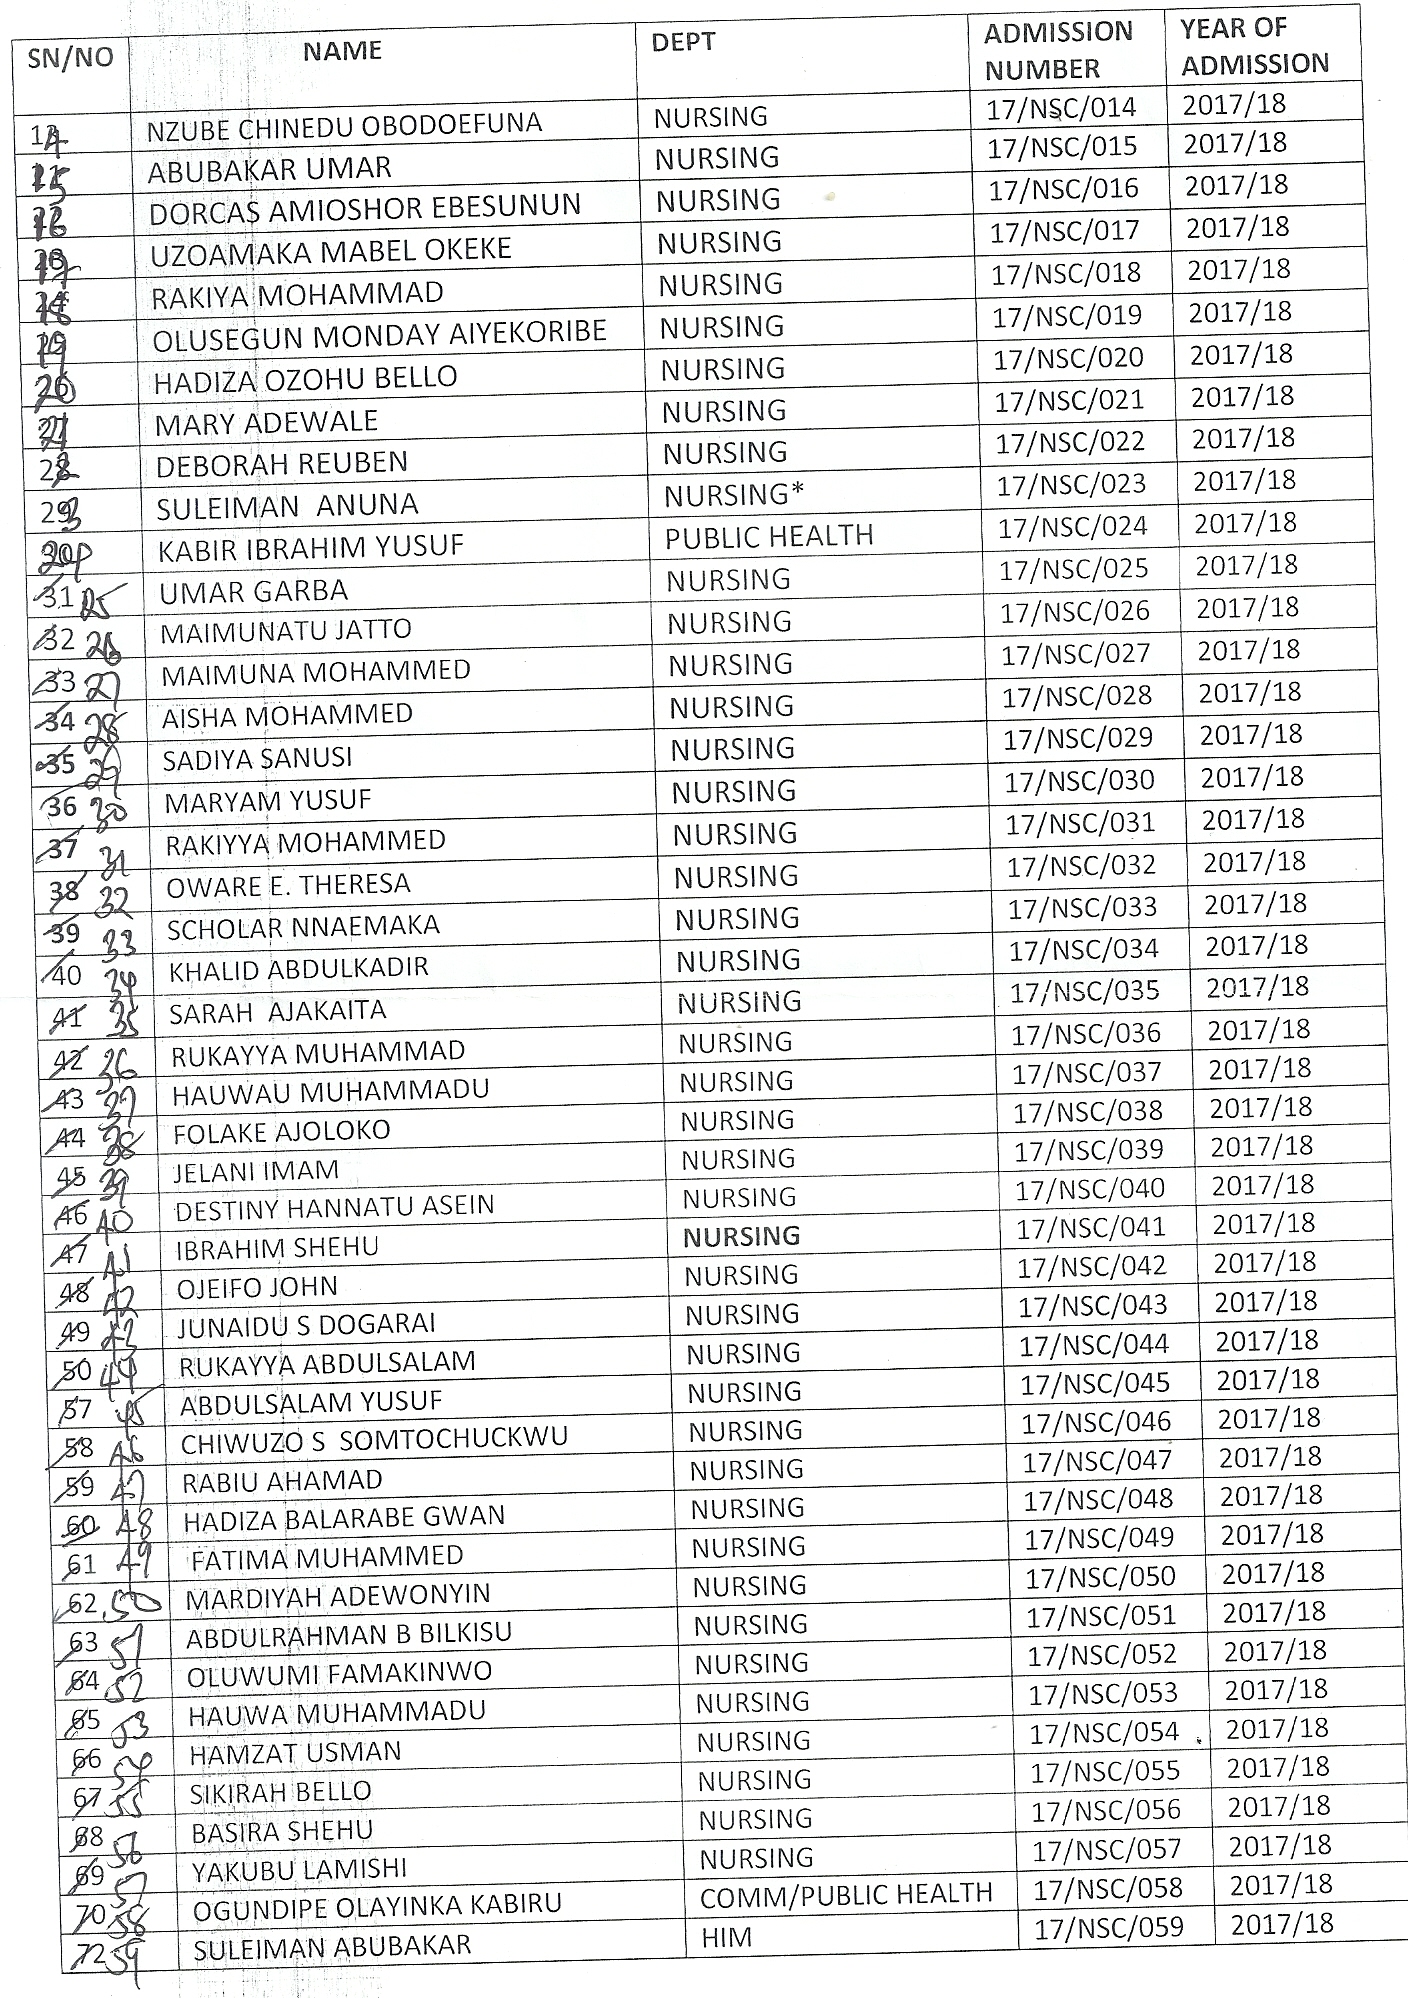 SN/NO NAME DEPT ADMISSION NUMBER YEAR OF ADMISSION
14 NZUBE CHINEDU OBODOEFUNA NURSING 17/NSC/014 2017/18
15 ABUBAKAR UMAR NURSING 17/NSC/015 2017/18
16 DORCAS AMIOSHOR EBESUNUN NURSING 17/NSC/016 2017/18
17 UZOAMAKA MABEL OKEKE NURSING 17/NSC/017 2017/18
18 RAKIYA MOHAMMAD NURSING 17/NSC/018 2017/18
19 OLUSEGUN MONDAY AIYEKORIBE NURSING 17/NSC/019 2017/18
20 HADIZA OZOHU BELLO NURSING 17/NSC/020 2017/18
21 MARY ADEWALE NURSING 17/NSC/021 2017/18
22 DEBORAH REUBEN NURSING 17/NSC/022 2017/18
29 3 SULEIMAN ANUNA NURSING* 17/NSC/023 2017/18
KABIR IBRAHIM YUSUF PUBLIC HEALTH 17/NSC/024 2017/18
31 25 UMAR GARBA NURSING 17/NSC/025 2017/18
32 26 MAIMUNATU JATTO NURSING 17/NSC/026 2017/18
33 27 MAIMUNA MOHAMMED NURSING 17/NSC/027 2017/18
34 28 AISHA MOHAMMED NURSING 17/NSC/028 2017/18
35 29 SADIYA SANUSI NURSING 17/NSC/029 2017/18
36 30 MARYAM YUSUF NURSING 17/NSC/030 2017/18
37 31 RAKIYYA MOHAMMED NURSING 17/NSC/031 2017/18
38 32 OWARE E. THERESA NURSING 17/NSC/032 2017/18
39 33 SCHOLAR NNAEMAKA NURSING 17/NSC/033 2017/18
40 34 KHALID ABDULKADIR NURSING 17/NSC/034 2017/18
41 35 SARAH AJAKAITA NURSING 17/NSC/035 2017/18
42 36 RUKAYYA MUHAMMAD NURSING 17/NSC/036 2017/18
43 37 HAUWAU MUHAMMADU NURSING 17/NSC/037 2017/18
44 38 FOLAKE AJOLOKO NURSING 17/NSC/038 2017/18
45 39 JELANI IMAM NURSING 17/NSC/039 2017/18
46 40 DESTINY HANNATU ASEIN NURSING 17/NSC/040 2017/18
47 41 IBRAHIM SHEHU NURSING 17/NSC/041 2017/18
48 42 OJEIFO JOHN NURSING 17/NSC/042 2017/18
49 43 JUNAIDU S DOGARAI NURSING 17/NSC/043 2017/18
50 44 RUKAYYA ABDULSALAM NURSING 17/NSC/044 2017/18
57 45 ABDULSALAM YUSUF NURSING 17/NSC/045 2017/18
58 46 CHIWUZO S SOMTOCHUCKWU NURSING 17/NSC/046 2017/18
59 47 RABIU AHAMAD NURSING 17/NSC/047 2017/18
60 48 HADIZA BALARABE GWAN NURSING 17/NSC/048 2017/18
61 49 FATIMA MUHAMMED NURSING 17/NSC/049 2017/18
62 50 MARDIYAH ADEWONYIN NURSING 17/NSC/050 2017/18
63 51 ABDULRAHMAN B BILKISU NURSING 17/NSC/051 2017/18
64 52 OLUWUMI FAMAKINWO NURSING 17/NSC/052 2017/18
65 53 HAUWA MUHAMMADU NURSING 17/NSC/053 2017/18
66 54 HAMZAT USMAN NURSING 17/NSC/054 2017/18
67 55 SIKIRAH BELLO NURSING 17/NSC/055 2017/18
68 56 BASIRA SHEHU NURSING 17/NSC/056 2017/18
69 57 YAKUBU LAMISHI NURSING 17/NSC/057 2017/18
70 58 OGUNDIPE OLAYINKA KABIRU COMM/PUBLIC HEALTH 17/NSC/058 2017/18
72 59 SULEIMAN ABUBAKAR HIM 17/NSC/059 2017/18